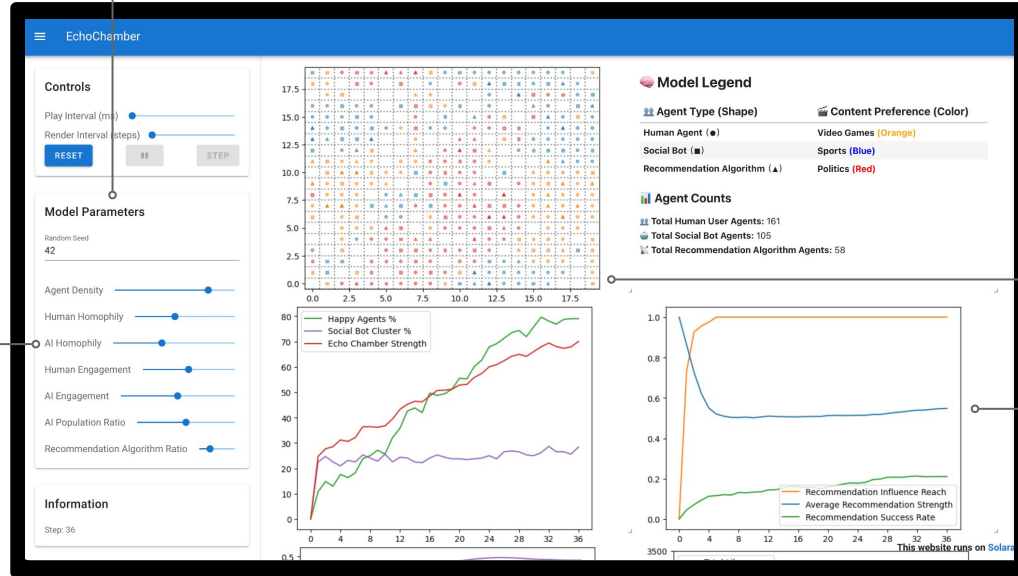 EchoChamber
Controls
Play Interval (ms)
Render Interval (steps)
RESET
STEP
Model Parameters
Random Seed
42
Agent Density
Human Homophily
AI Homophily
Human Engagement
AI Engagement
AI Population Ratio
Recommendation Algorithm Ratio
Information
Step: 36
17.5
15.0
12.5
10.0
7.5
5.0
2.5
0.0
0.0 2.5 5.0 7.5 10.0 12.5 15.0 17.5
Model Legend
Agent Type (Shape) Content Preference (Color)
Human Agent (●) Video Games (Orange)
Social Bot (■) Sports (Blue)
Recommendation Algorithm (▲) Politics (Red)
Agent Counts
Total Human User Agents: 161
Total Social Bot Agents: 105
Total Recommendation Algorithm Agents: 58
80
70
60
50
40
30
20
10
0
Happy Agents %
Social Bot Cluster %
Echo Chamber Strength
0 4 8 12 16 20 24 28 32 36
1.0
0.8
0.6
0.4
0.2
0.0
Recommendation Influence Reach
Average Recommendation Strength
Recommendation Success Rate
0 4 8 12 16 20 24 28 32 36
0.5
3500
This website runs on Solara